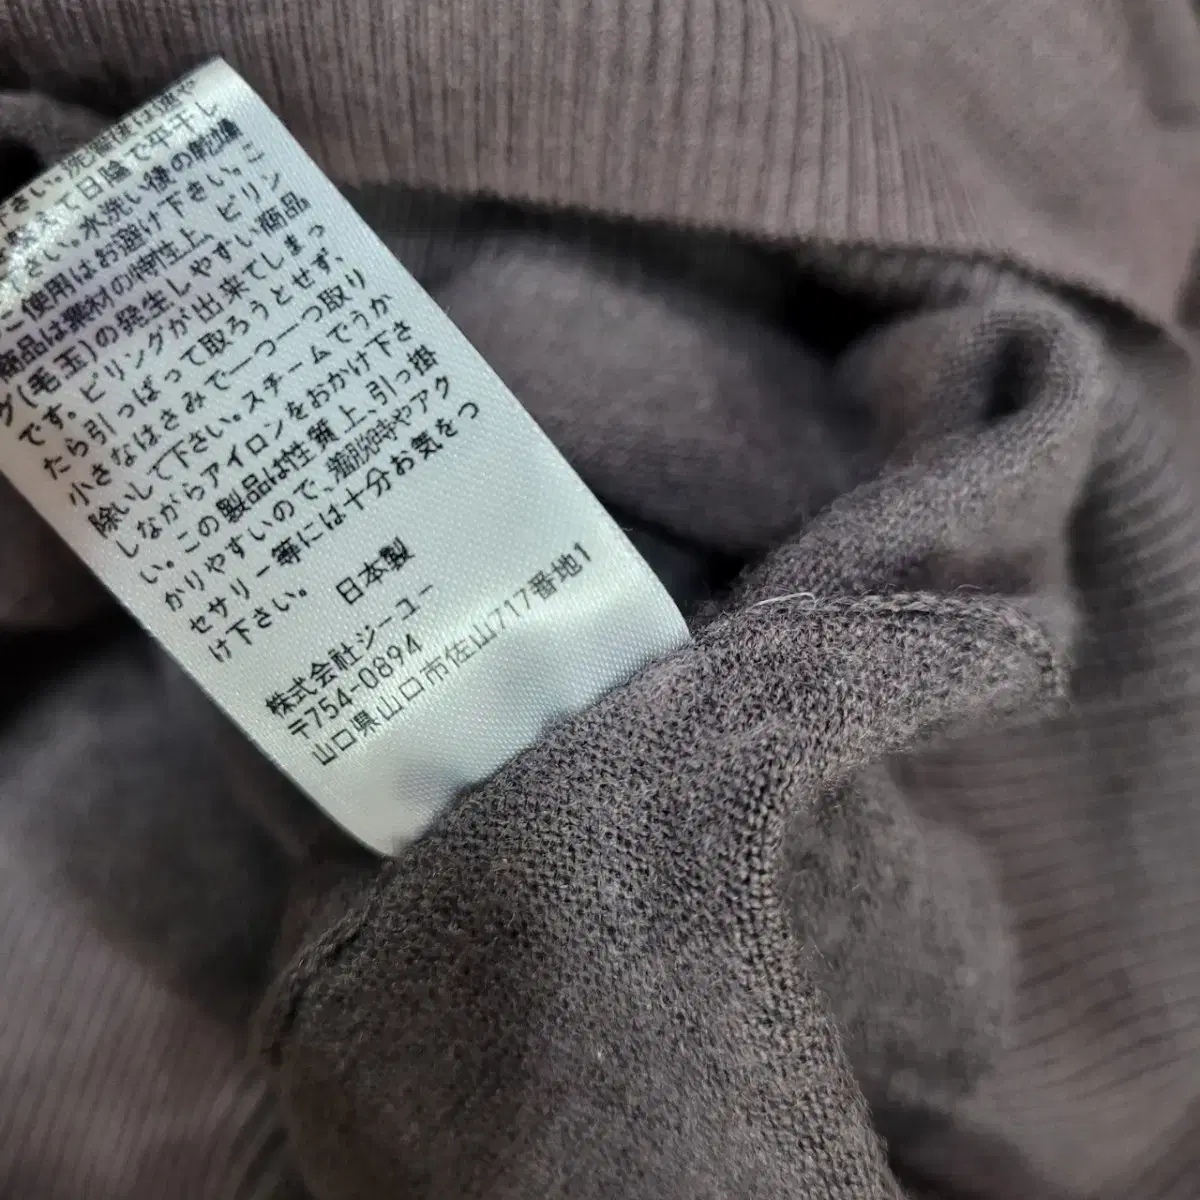 下さい。洗濯後は速や
えて日陰で平干し
下さい。水洗い後の乾燥
ご使用はお避け下さい。こ
商品は素材の特性上、ピリン
グ(毛玉)の発生しやすい商品
です。ピリングが出来てしまっ
たら引っぱって取ろうとせず、
小さなはさみで一つ一つ取り
除いして下さい。スチームでうか
しながらアイロンをおかけ下さ
い。この製品は性質上、引っ掛
かりやすいので、着脱時やアク
セサリー等には十分お気をつ
け下さい。
日本製
株式会社ジーユー
〒754-0894
山口県山口市佐山717番地1